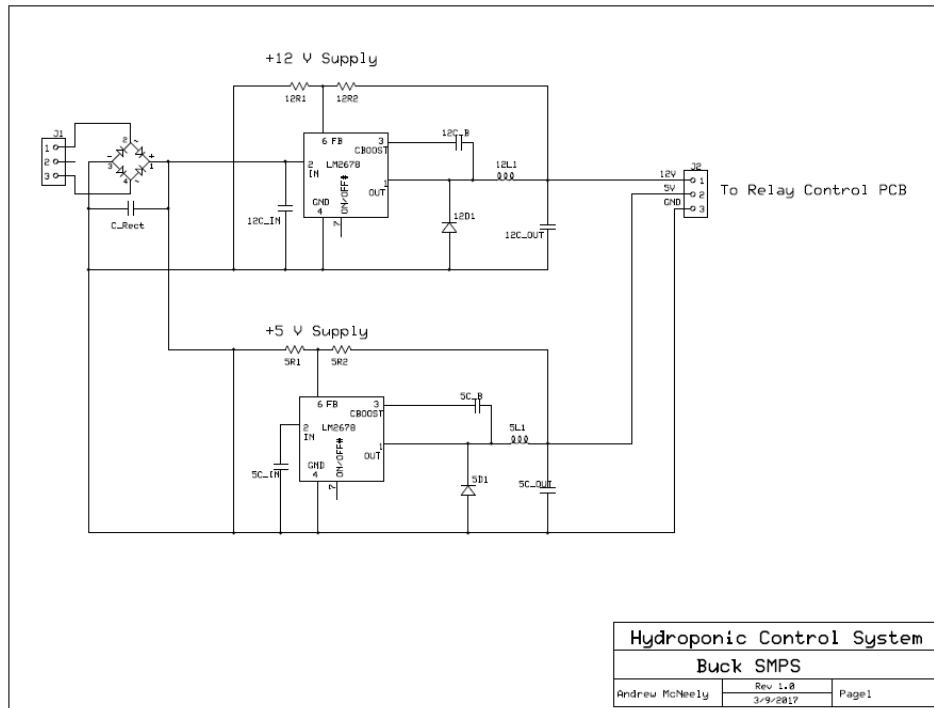 +12 V Supply
12R1
12R2
J1
1
2
3
2
-
+
3
1
4
~
C_Rect
6 FB
3
CBOOST
2
IN
LM2678
1
OUT
GND
4
ON/OFF#
7
12C_IN
12C_B
12L1
12D1
12C_OUT
J2
12V
1
5V
2
GND
3
To Relay Control PCB
+5 V Supply
5R1
5R2
6 FB
3
CBOOST
2
IN
LM2678
1
OUT
GND
4
ON/OFF#
7
5C_IN
5C_B
5L1
5D1
5C_OUT
Hydroponic Control System
Buck SMPS
Andrew McNeely
Rev 1.0
3/9/2017
Page1